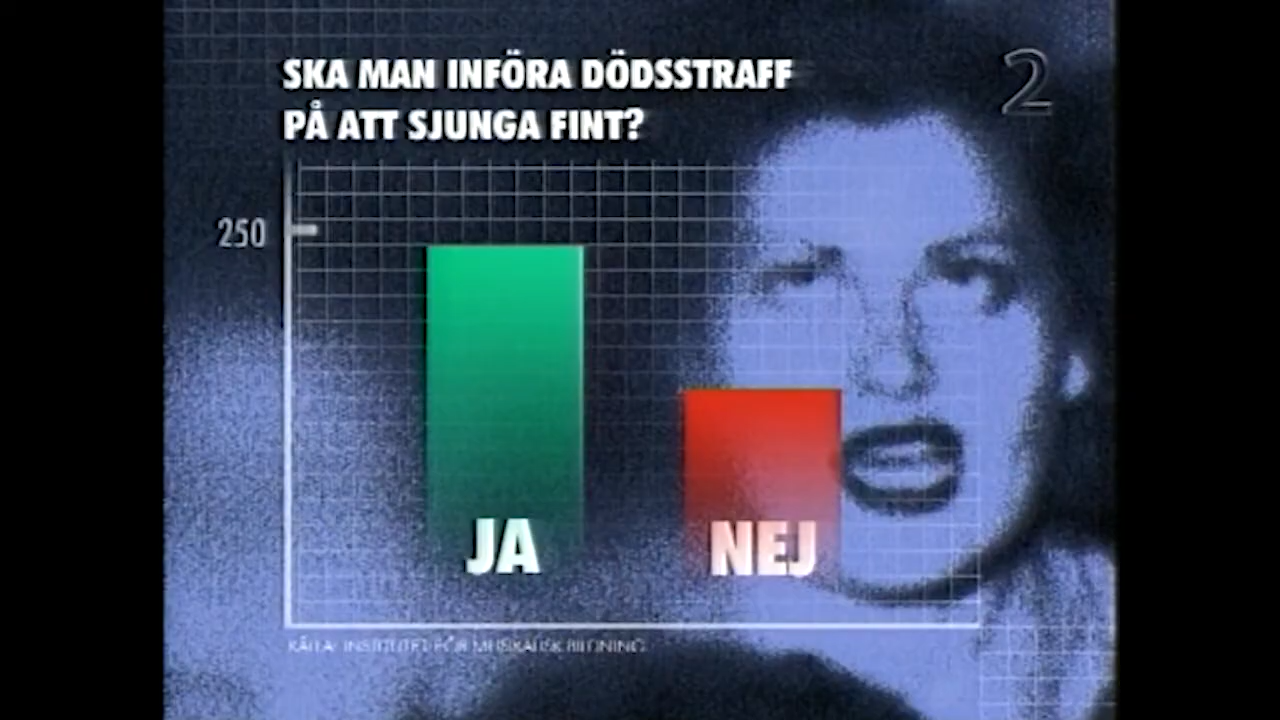 SKA MAN INFÖRA DÖDSSTRAFF
PÅ ATT SJUNGA FINT?
2
250
JA
NEJ
KÄLLA: INSTITUTET FÖR MUSIKALISK BILDNING